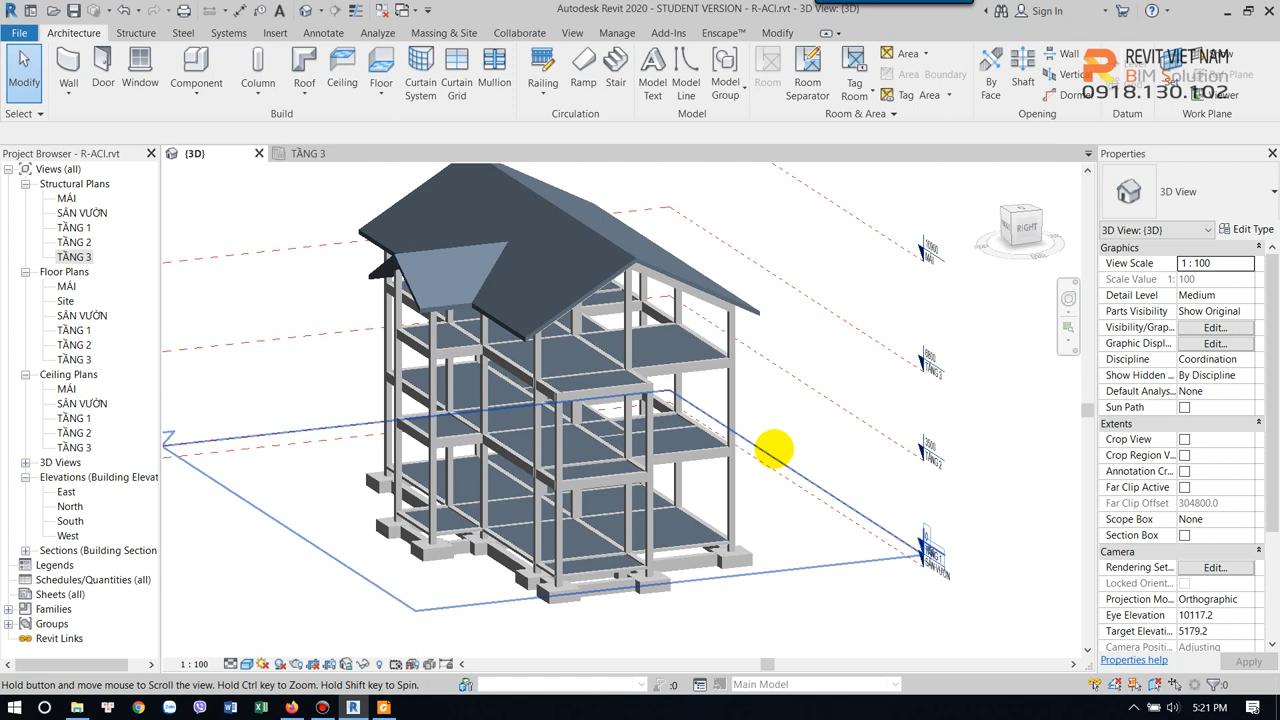 Autodesk Revit 2020 - STUDENT VERSION - R-ACI.rvt - 3D View: {3D}
Sign In
File Architecture Structure Steel Systems Insert Annotate Analyze Massing & Site Collaborate View Manage Add-Ins Enscape™ Modify
Modify
Wall
Door
Window
Component
Column
Roof
Ceiling
Floor
Curtain System
Curtain Grid
Mullion
Railing
Ramp
Stair
Model Text
Model Line
Model Group
Room
Room Separator
Tag Room
Area
Area Boundary
Tag Area
By Face
Shaft
Wall
Vertical
Dormer
Viewer
REVIT VIET NAM
BIM Solution
0918.130.102
Select
Build
Circulation
Model
Room & Area
Opening
Datum
Work Plane
Project Browser - R-ACI.rvt
{3D}
TẦNG 3
Properties
Views (all)
Structural Plans
MÁI
SÂN VƯỜN
TẦNG 1
TẦNG 2
TẦNG 3
Floor Plans
MÁI
Site
SÂN VƯỜN
TẦNG 1
TẦNG 2
TẦNG 3
Ceiling Plans
MÁI
SÂN VƯỜN
TẦNG 1
TẦNG 2
TẦNG 3
3D Views
Elevations (Building Elevat
East
North
South
West
Sections (Building Section
Legends
Schedules/Quantities (all)
Sheets (all)
Families
Groups
Revit Links
RIGHT
MÁI
TẦNG 3
TẦNG 2
SÂN VƯỜN
3D View
3D View: {3D}
Edit Type
Graphics
View Scale 1 : 100
Scale Value 1: 100
Detail Level Medium
Parts Visibility Show Original
Visibility/Grap... Edit...
Graphic Displ... Edit...
Discipline Coordination
Show Hidden ... By Discipline
Default Analys... None
Sun Path
Extents
Crop View
Crop Region V...
Annotation Cr...
Far Clip Active
Far Clip Offset 304800.0
Scope Box None
Section Box
Camera
Rendering Set... Edit...
Locked Orient...
Projection Mo... Orthographic
Eye Elevation 10117.2
Target Elevati... 5179.2
Camera Positi... Adjusting
Properties help
Apply
1 : 100
Hold button and move mouse to Scroll the view. Hold Ctrl key to Zoom. Hold Shift key to Spin.
:0
Main Model
:0
5:21 PM